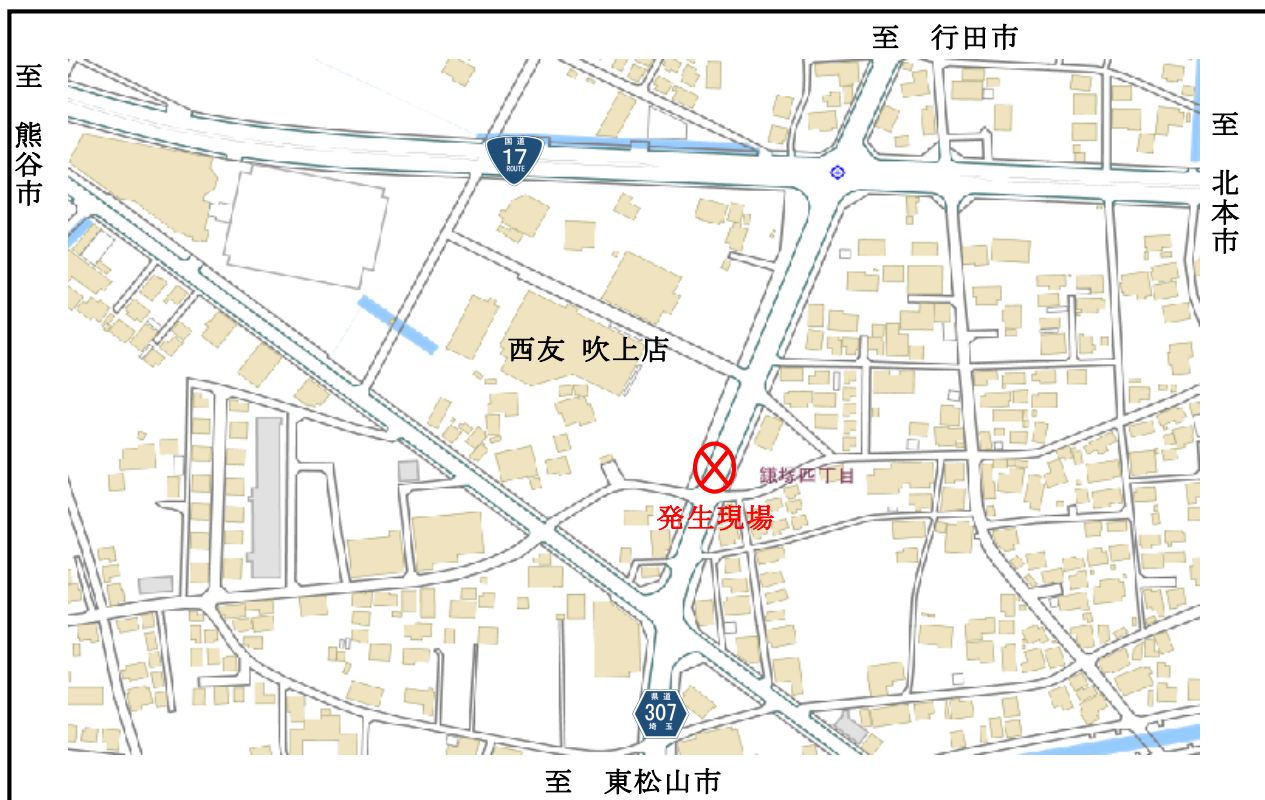 至 行田市
至 熊谷市
至 北本市
国道
17
ROUTE
西友 吹上店
鎌塚四丁目
発生現場
県道
307
埼玉
至 東松山市